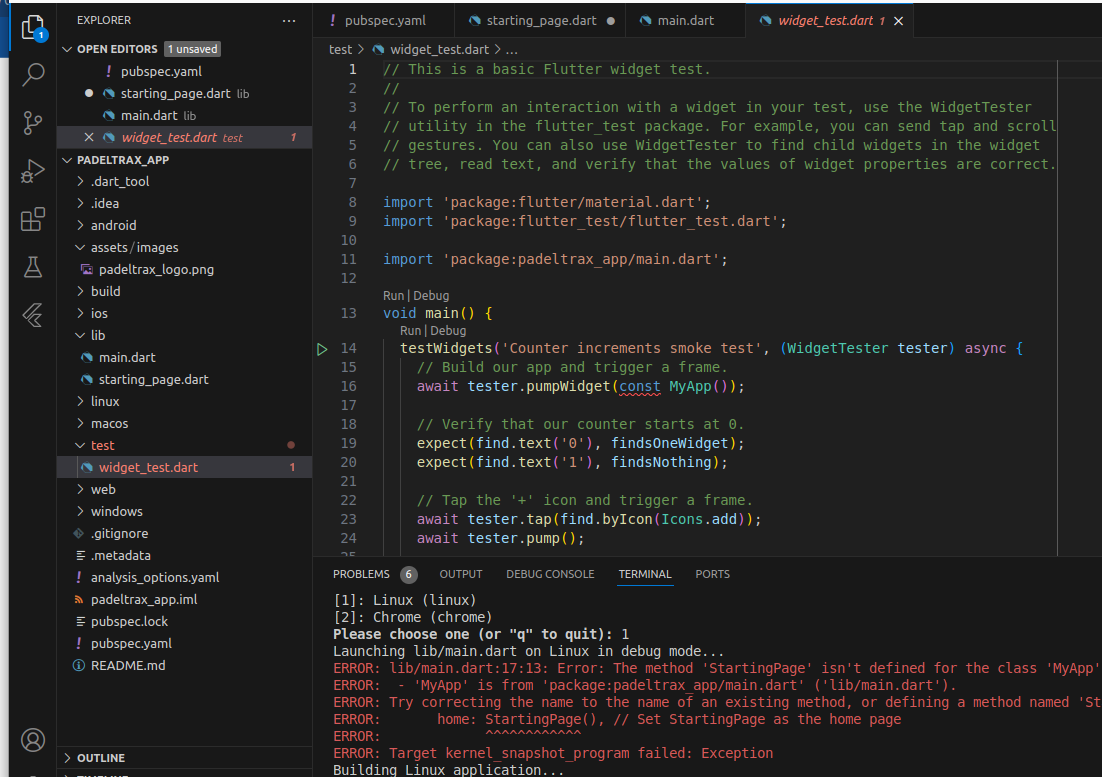 EXPLORER
OPEN EDITORS 1 unsaved
! pubspec.yaml
starting_page.dart lib
main.dart lib
widget_test.dart test 1
PADELTRAX_APP
.dart_tool
.idea
android
assets/images
padeltrax_logo.png
build
ios
lib
main.dart
starting_page.dart
linux
macos
test
widget_test.dart 1
web
windows
.gitignore
.metadata
! analysis_options.yaml
padeltrax_app.iml
pubspec.lock
! pubspec.yaml
README.md
OUTLINE
1
! pubspec.yaml
starting_page.dart
main.dart
widget_test.dart 1
test > widget_test.dart > ...
1 // This is a basic Flutter widget test.
2 //
3 // To perform an interaction with a widget in your test, use the WidgetTester
4 // utility in the flutter_test package. For example, you can send tap and scroll
5 // gestures. You can also use WidgetTester to find child widgets in the widget
6 // tree, read text, and verify that the values of widget properties are correct.
7
8 import 'package:flutter/material.dart';
9 import 'package:flutter_test/flutter_test.dart';
10
11 import 'package:padeltrax_app/main.dart';
12
Run | Debug
13 void main() {
Run | Debug
14 testWidgets('Counter increments smoke test', (WidgetTester tester) async {
15 // Build our app and trigger a frame.
16 await tester.pumpWidget(const MyApp());
17
18 // Verify that our counter starts at 0.
19 expect(find.text('0'), findsOneWidget);
20 expect(find.text('1'), findsNothing);
21
22 // Tap the '+' icon and trigger a frame.
23 await tester.tap(find.byIcon(Icons.add));
24 await tester.pump();
PROBLEMS 6 OUTPUT DEBUG CONSOLE TERMINAL PORTS
[1]: Linux (linux)
[2]: Chrome (chrome)
Please choose one (or "q" to quit): 1
Launching lib/main.dart on Linux in debug mode...
ERROR: lib/main.dart:17:13: Error: The method 'StartingPage' isn't defined for the class 'MyApp'
ERROR:  - 'MyApp' is from 'package:padeltrax_app/main.dart' ('lib/main.dart').
ERROR: Try correcting the name to the name of an existing method, or defining a method named 'St
ERROR:       home: StartingPage(), // Set StartingPage as the home page
ERROR:             ^^^^^^^^^^^^
ERROR: Target kernel_snapshot_program failed: Exception
Building Linux application...